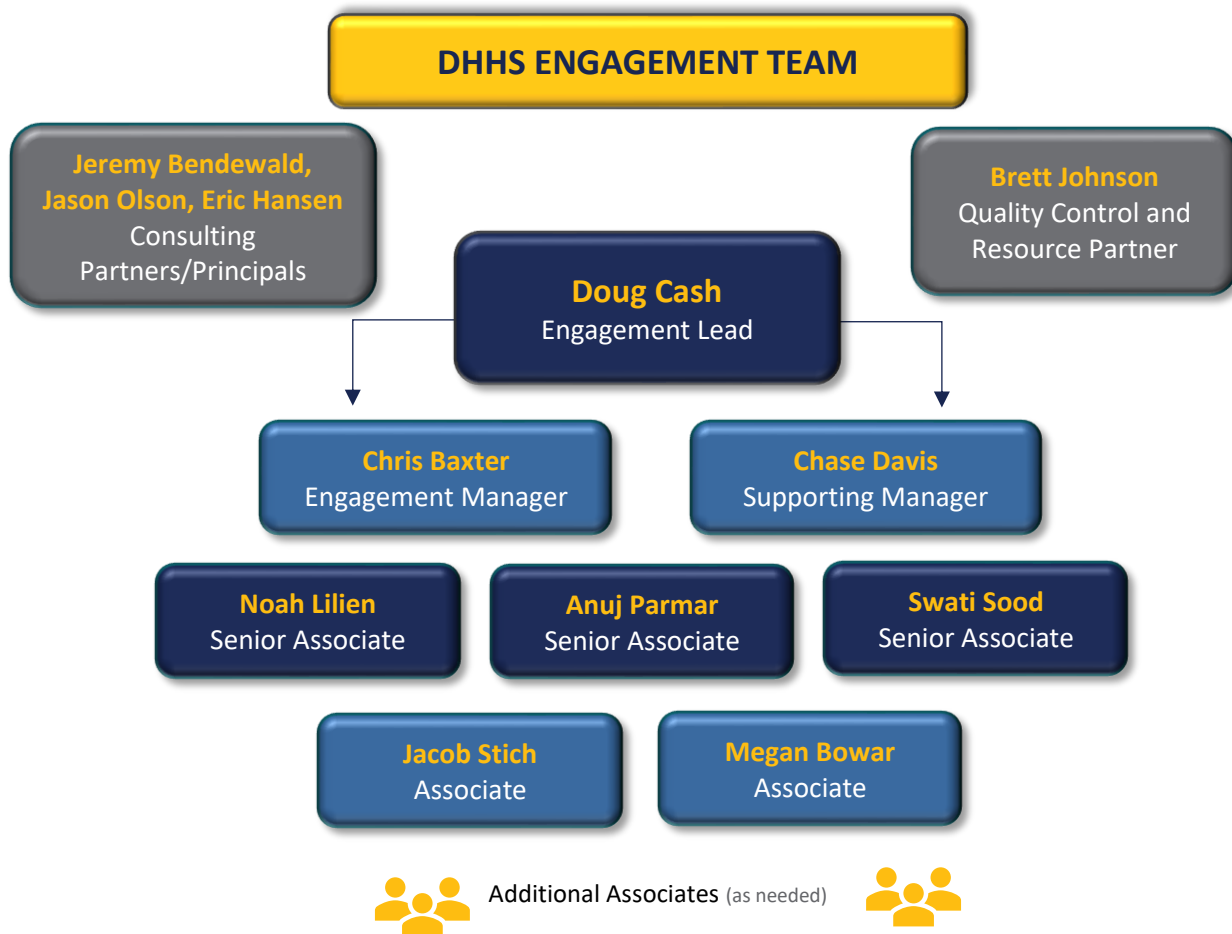 DHHS ENGAGEMENT TEAM
Jeremy Bendewald,
Jason Olson, Eric Hansen
Consulting
Partners/Principals
Brett Johnson
Quality Control and
Resource Partner
Doug Cash
Engagement Lead
Chris Baxter
Engagement Manager
Chase Davis
Supporting Manager
Noah Lilien
Senior Associate
Anuj Parmar
Senior Associate
Swati Sood
Senior Associate
Jacob Stich
Associate
Megan Bowar
Associate
Additional Associates (as needed)